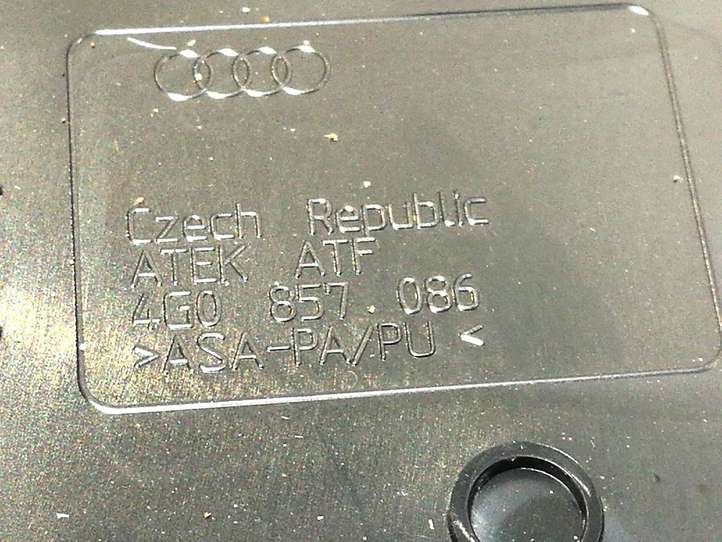 Czech Republic
ATEK ATF
4G0 857 086
>ASA-PA/PU<